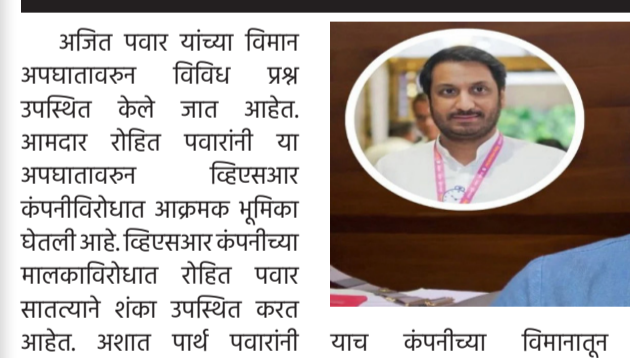 अजित पवार यांच्या विमान
अपघातावरुन विविध प्रश्न
उपस्थित केले जात आहेत.
आमदार रोहित पवारांनी या
अपघातावरुन व्हिएसआर
कंपनीविरोधात आक्रमक भूमिका
घेतली आहे. व्हिएसआर कंपनीच्या
मालकाविरोधात रोहित पवार
सातत्याने शंका उपस्थित करत
आहेत. अशात पार्थ पवारांनी
याच कंपनीच्या विमानातून